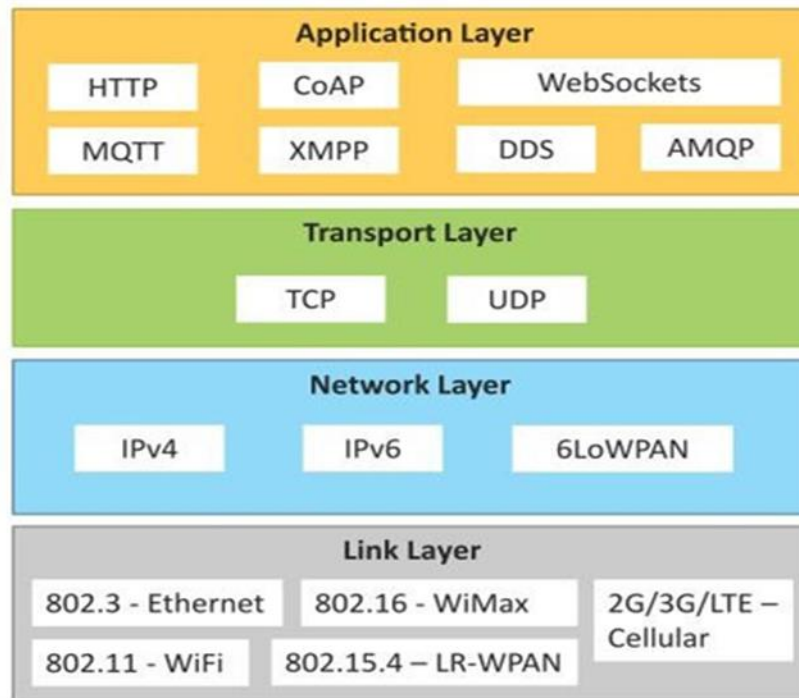 Application Layer
HTTP
CoAP
WebSockets
MQTT
XMPP
DDS
AMQP
Transport Layer
TCP
UDP
Network Layer
IPv4
IPv6
6LoWPAN
Link Layer
802.3 - Ethernet
802.16 - WiMax
2G/3G/LTE –
Cellular
802.11 - WiFi
802.15.4 – LR-WPAN